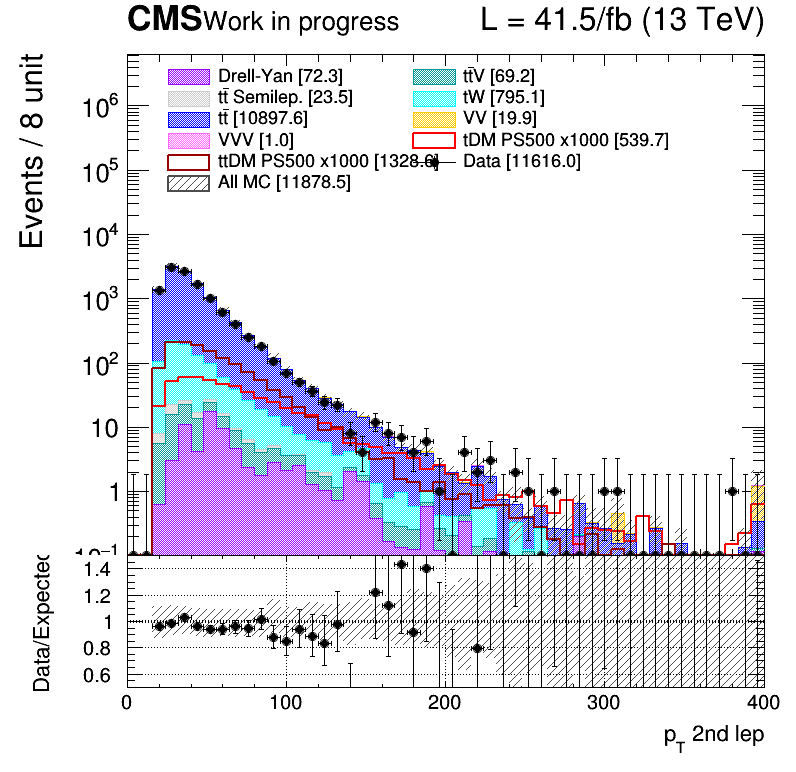 CMS Work in progress L = 41.5/fb (13 TeV)
Events / 8 unit
10⁶
10⁵
10⁴
10³
10²
10
1
10⁻¹
Drell-Yan [72.3]
tt̄ Semilep. [23.5]
tt̄ [10897.6]
VVV [1.0]
ttDM PS500 x1000 [1328.6]
All MC [11878.5]
tt̄V [69.2]
tW [795.1]
VV [19.9]
tDM PS500 x1000 [539.7]
Data [11616.0]
Data/Expected
1.4
1.2
1
0.8
0.6
0 100 200 300 400
p_T 2nd lep